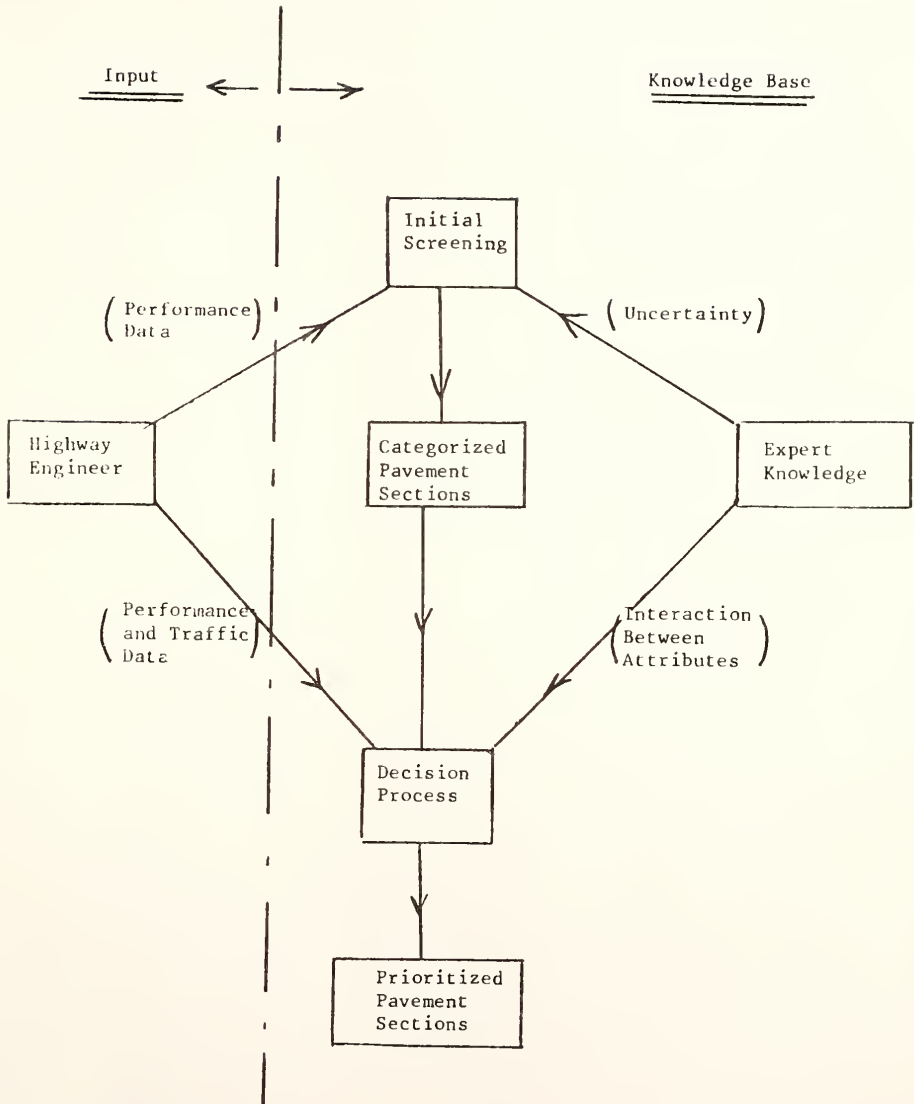 Input
Knowledge Base
Initial
Screening
(Performance
Data)
(Uncertainty)
Highway
Engineer
Categorized
Pavement
Sections
Expert
Knowledge
(Performance
and Traffic
Data)
(Interaction
Between
Attributes)
Decision
Process
Prioritized
Pavement
Sections